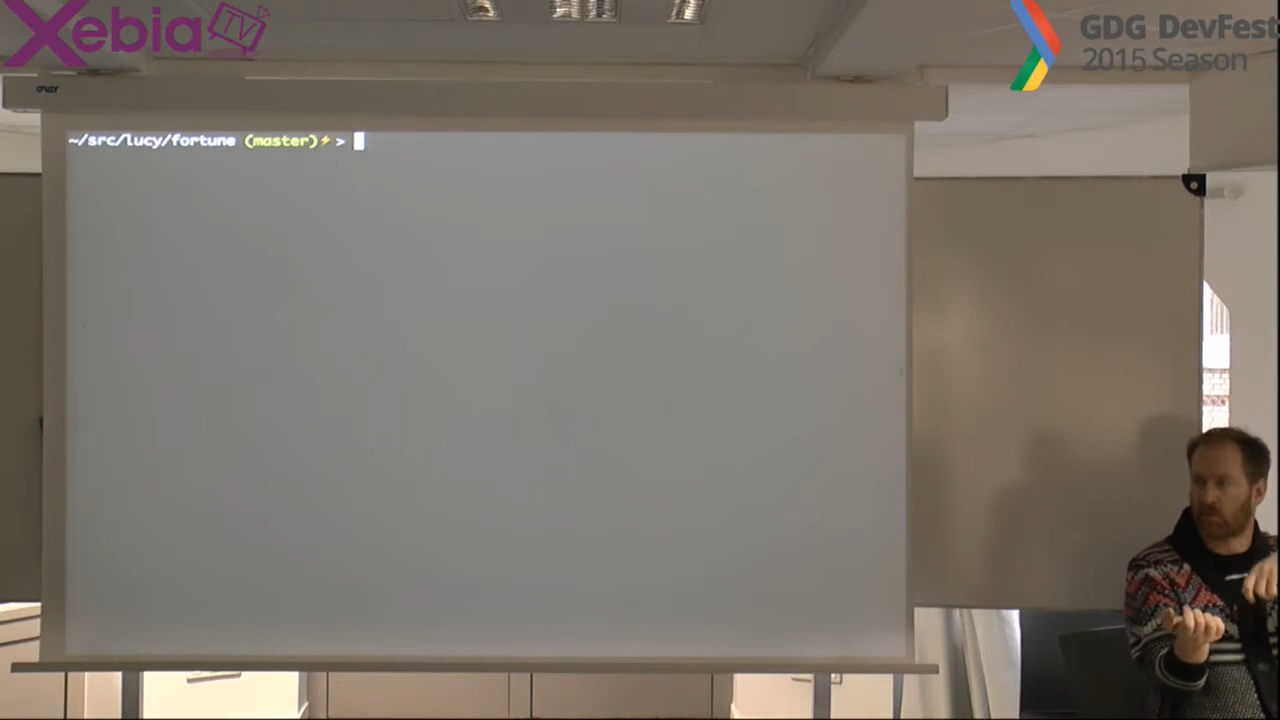 Xebia TV
GDG DevFest
2015 Season
~/src/lucy/fortune (master)⚡ >